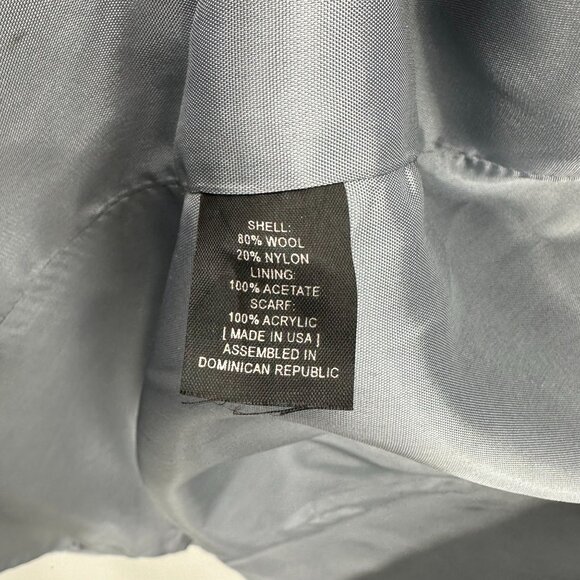 SHELL:
80% WOOL
20% NYLON
LINING:
100% ACETATE
SCARF:
100% ACRYLIC
[ MADE IN USA ]
ASSEMBLED IN
DOMINICAN REPUBLIC